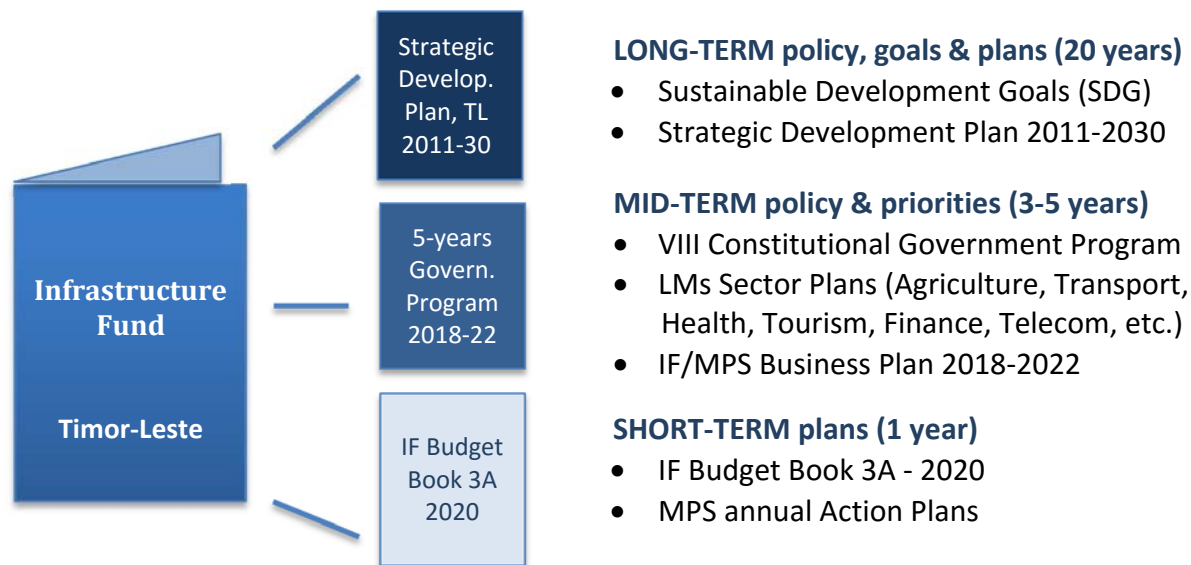 Infrastructure
Fund
Timor-Leste
Strategic
Develop.
Plan, TL
2011-30
5-years
Govern.
Program
2018-22
IF Budget
Book 3A
2020
LONG-TERM policy, goals & plans (20 years)
• Sustainable Development Goals (SDG)
• Strategic Development Plan 2011-2030
MID-TERM policy & priorities (3-5 years)
• VIII Constitutional Government Program
• LMs Sector Plans (Agriculture, Transport,
Health, Tourism, Finance, Telecom, etc.)
• IF/MPS Business Plan 2018-2022
SHORT-TERM plans (1 year)
• IF Budget Book 3A - 2020
• MPS annual Action Plans